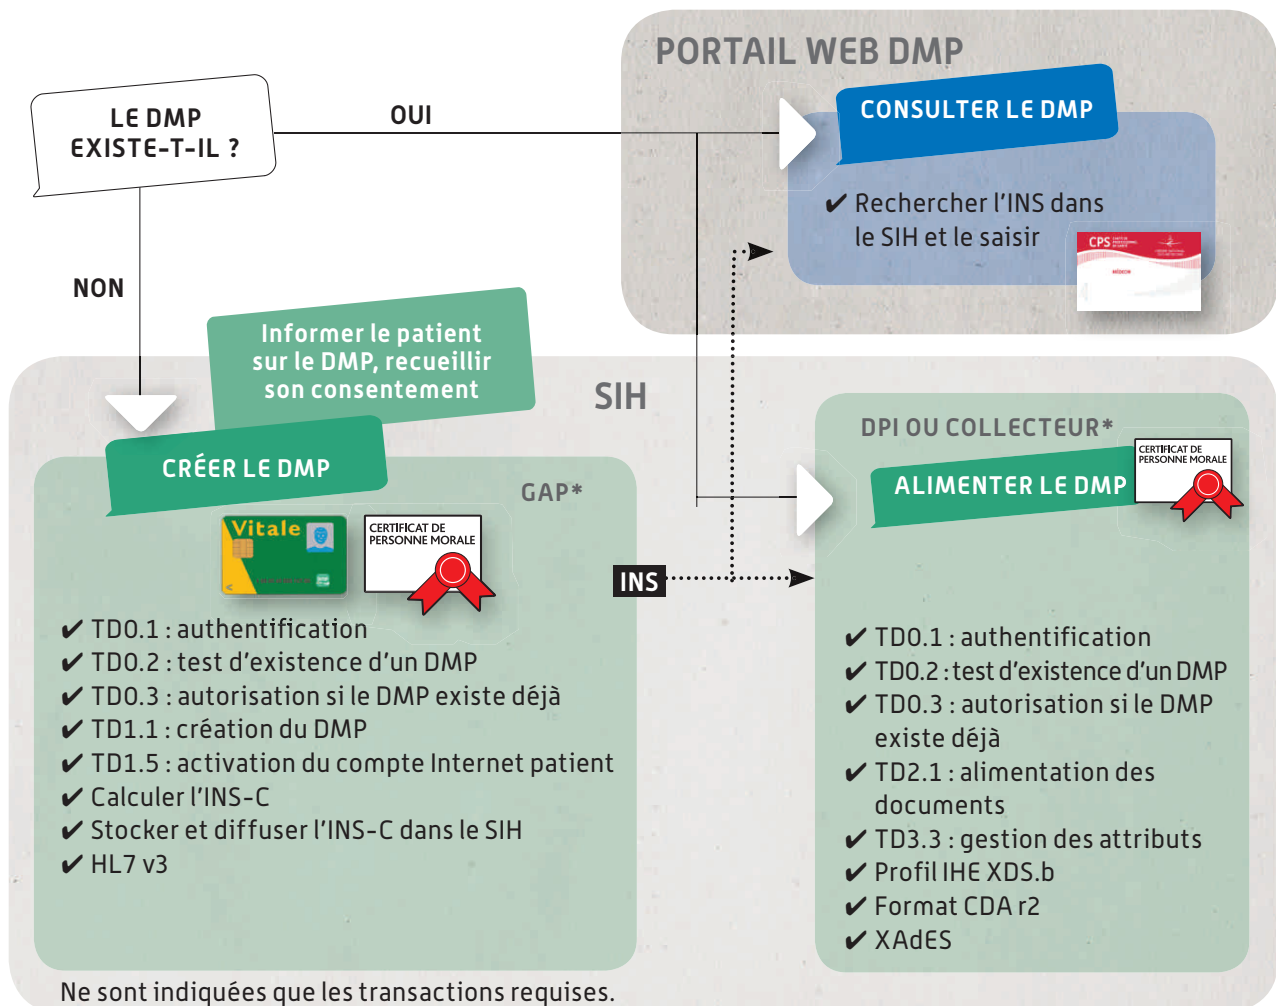 PORTAIL WEB DMP
LE DMP
EXISTE-T-IL ?
OUI
CONSULTER LE DMP
✔ Rechercher l'INS dans
le SIH et le saisir
CPS
MÉDECIN
NON
Informer le patient
sur le DMP, recueillir
son consentement
SIH
CRÉER LE DMP
GAP*
Vitale
CERTIFICAT DE
PERSONNE MORALE
✔ TD0.1 : authentification
✔ TD0.2 : test d'existence d'un DMP
✔ TD0.3 : autorisation si le DMP existe déjà
✔ TD1.1 : création du DMP
✔ TD1.5 : activation du compte Internet patient
✔ Calculer l'INS-C
✔ Stocker et diffuser l'INS-C dans le SIH
✔ HL7 v3
INS
DPI OU COLLECTEUR*
CERTIFICAT DE
PERSONNE MORALE
ALIMENTER LE DMP
✔ TD0.1 : authentification
✔ TD0.2 : test d'existence d'un DMP
✔ TD0.3 : autorisation si le DMP
existe déjà
✔ TD2.1 : alimentation des
documents
✔ TD3.3 : gestion des attributs
✔ Profil IHE XDS.b
✔ Format CDA r2
✔ XAdES
Ne sont indiquées que les transactions requises.